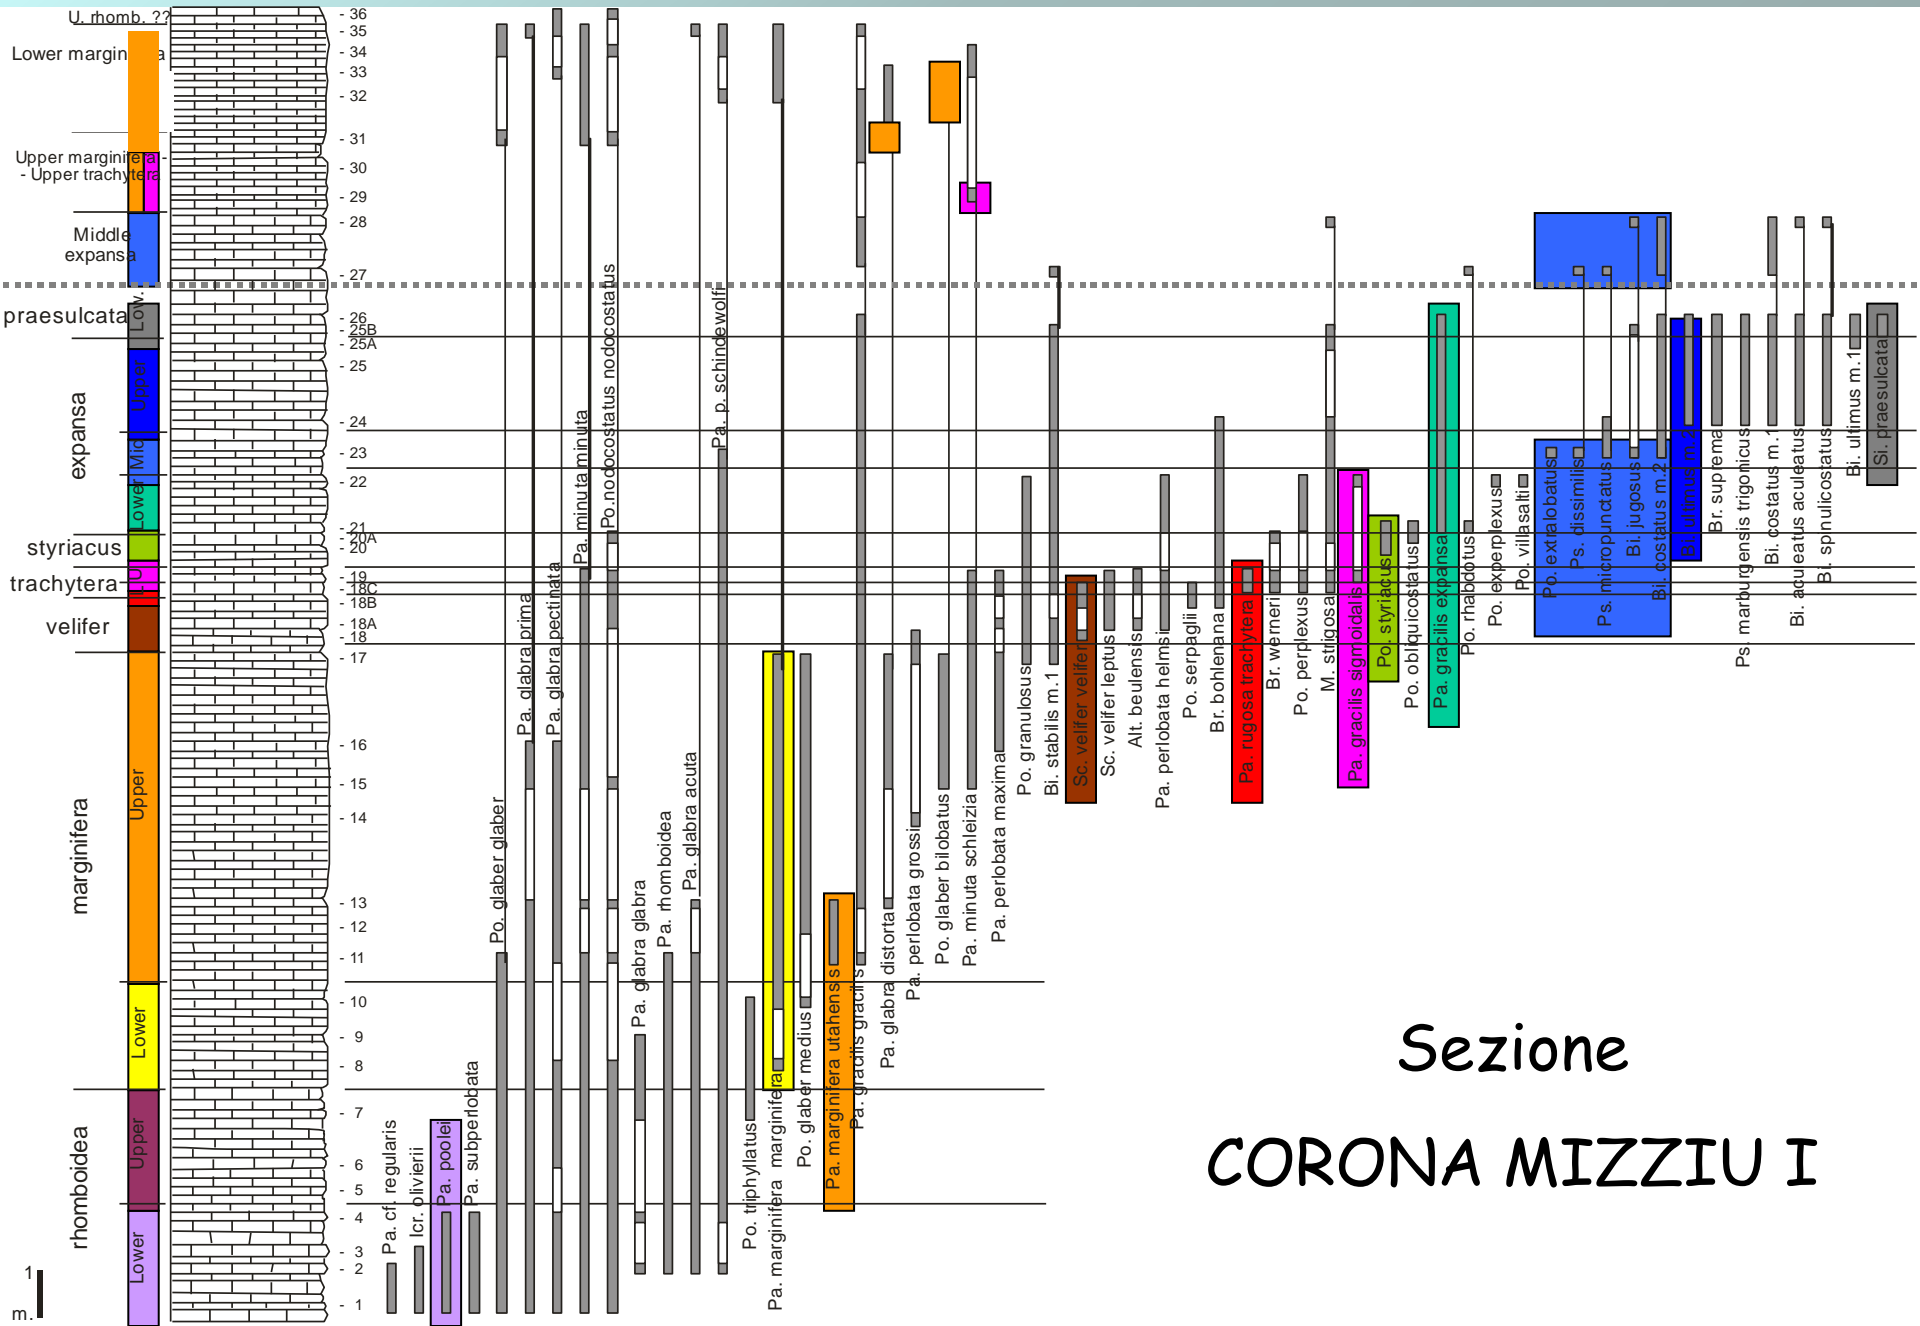 U. rhomb. ??
Lower marginifera
Upper marginifera -
- Upper trachytera
Middle
expansa
praesulcata
Low.
expansa
Upper
Mid
Lower
styriacus
trachytera
L
U
velifer
marginifera
Upper
Lower
rhomboidea
Upper
Lower
1
m.
- 36
- 35
- 34
- 33
- 32
- 31
- 30
- 29
- 28
- 27
- 26
- 25B
- 25A
- 25
- 24
- 23
- 22
- 21
- 20A
- 20
- 19
- 18C
- 18B
- 18A
- 18
- 17
- 16
- 15
- 14
- 13
- 12
- 11
- 10
- 9
- 8
- 7
- 6
- 5
- 4
- 3
- 2
- 1
Pa. cf. regularis
Icr. olivierii
Pa. poolei
Pa. subperlobata
Po. glaber glaber
Pa. glabra prima
Pa. glabra pectinata
Pa. minuta minuta
Po. nodocostatus nodocostatus
Pa. glabra glabra
Pa. rhomboidea
Pa. glabra acuta
Pa. p. schindewolfi
Po. triphyllatus
Pa. marginifera marginifera
Po. glaber medius
Pa. marginifera utahensis
Pa. gracilis gracilis
Pa. glabra distorta
Pa. perlobata grossi
Po. glaber bilobatus
Pa. minuta schleizia
Pa. perlobata maxima
Po. granulosus
Bi. stabilis m.1
Sc. velifer velifer
Sc. velifer leptus
Alt. beulensis
Pa. perlobata helmsi
Po. serpaglii
Br. bohlenana
Pa. rugosa trachytera
Br. werneri
Po. perplexus
M. strigosa
Pa. gracilis sigmoidalis
Po. styriacus
Po. obliquicostatus
Pa. gracilis expansa
Po. rhabdotus
Po. experplexus
Po. villasalti
Po. extralobatus
Ps. dissimilis
Ps. micropunctatus
Bi. jugosus
Bi. costatus m.2
Bi. ultimus m.2
Br. suprema
Ps. marburgensis trigonicus
Bi. costatus m.1
Bi. aculeatus aculeatus
Bi. spinulicostatus
Bi. ultimus m.1
Si. praesulcata
Sezione
CORONA MIZZIU I